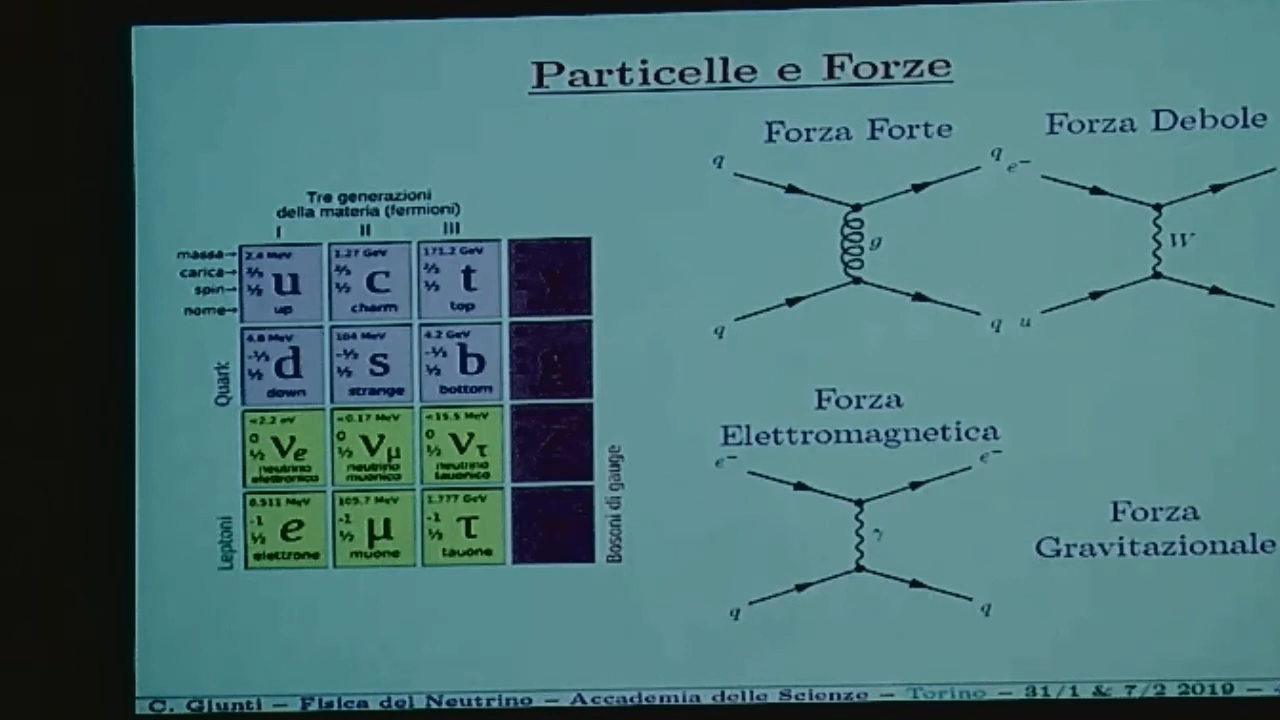 Particelle e Forze
Tre generazioni
della materia (fermioni)
I II III
massa→
carica→
spin→
nome→
2.4 MeV
⅔
½
u
up
1.27 GeV
⅔
½
c
charm
171.2 GeV
⅔
½
t
top
Quark
4.8 MeV
-⅓
½
d
down
104 MeV
-⅓
½
s
strange
4.2 GeV
-⅓
½
b
bottom
<2.2 eV
0
½
νe
neutrino
elettronico
<0.17 MeV
0
½
νμ
neutrino
muonico
<15.5 MeV
0
½
ντ
neutrino
tauonico
Leptoni
0.511 MeV
-1
½
e
elettrone
105.7 MeV
-1
½
μ
muone
1.777 GeV
-1
½
τ
tauone
Bosoni di gauge
Forza Forte
q q
g
q q
Forza Debole
e−
W
u
Forza
Elettromagnetica
e− e−
γ
q q
Forza
Gravitazionale
C. Giunti − Fisica del Neutrino − Accademia delle Scienze − Torino − 31/1 & 7/2 2019 −